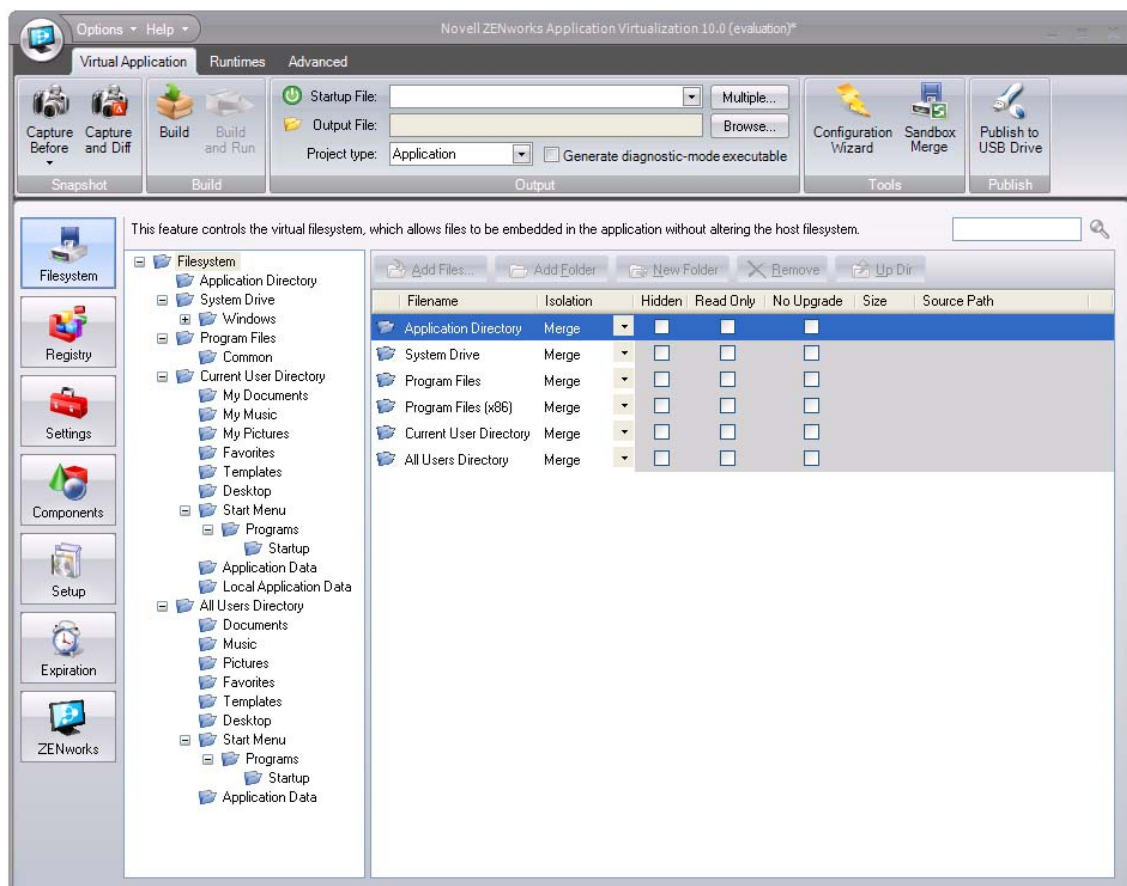 Options Help Novell ZENworks Application Virtualization 10.0 (evaluation)*
Virtual Application Runtimes Advanced
Capture Before
Capture and Diff
Snapshot
Build
Build and Run
Build
Startup File: Multiple...
Output File: Browse...
Project type: Application Generate diagnostic-mode executable
Output
Configuration Wizard
Sandbox Merge
Tools
Publish to USB Drive
Publish
This feature controls the virtual filesystem, which allows files to be embedded in the application without altering the host filesystem.
Filesystem
Registry
Settings
Components
Setup
Expiration
ZENworks
Filesystem
Application Directory
System Drive
Windows
Program Files
Common
Current User Directory
My Documents
My Music
My Pictures
Favorites
Templates
Desktop
Start Menu
Programs
Startup
Application Data
Local Application Data
All Users Directory
Documents
Music
Pictures
Favorites
Templates
Desktop
Start Menu
Programs
Startup
Application Data
Add Files... Add Folder New Folder Remove Up Dir
Filename Isolation Hidden Read Only No Upgrade Size Source Path
Application Directory Merge
System Drive Merge
Program Files Merge
Program Files (x86) Merge
Current User Directory Merge
All Users Directory Merge